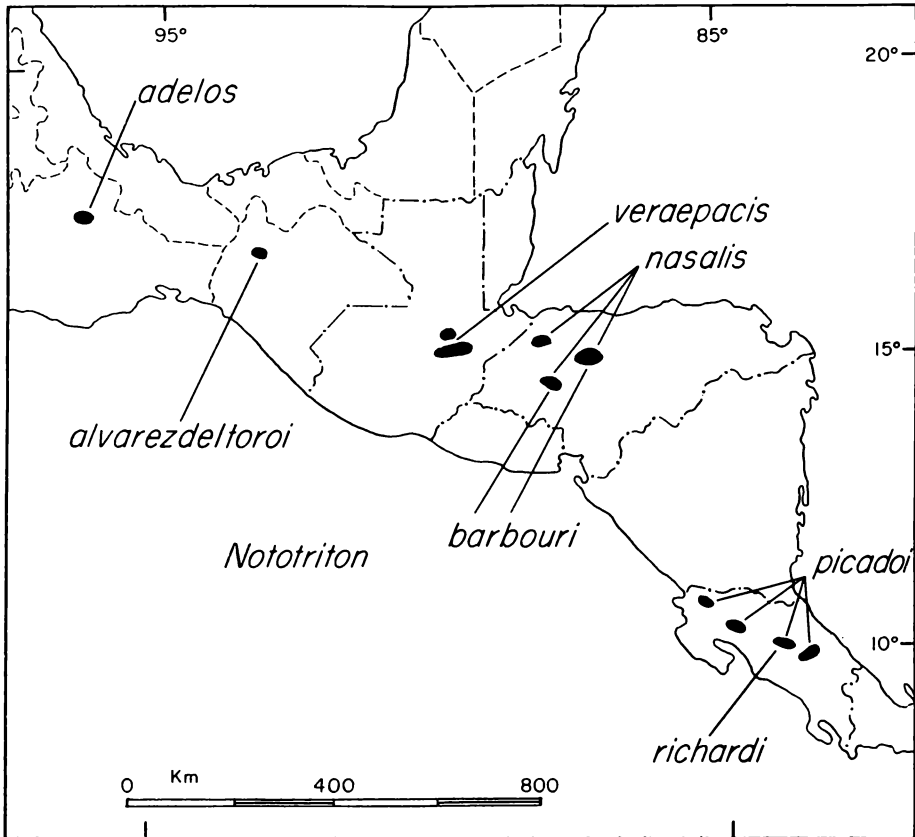 95°
85°
20°
adelos
veraepacis
nasalis
15°
alvarezdeltoroi
barbouri
Nototriton
picadoi
10°
richardi
Km
0 400 800